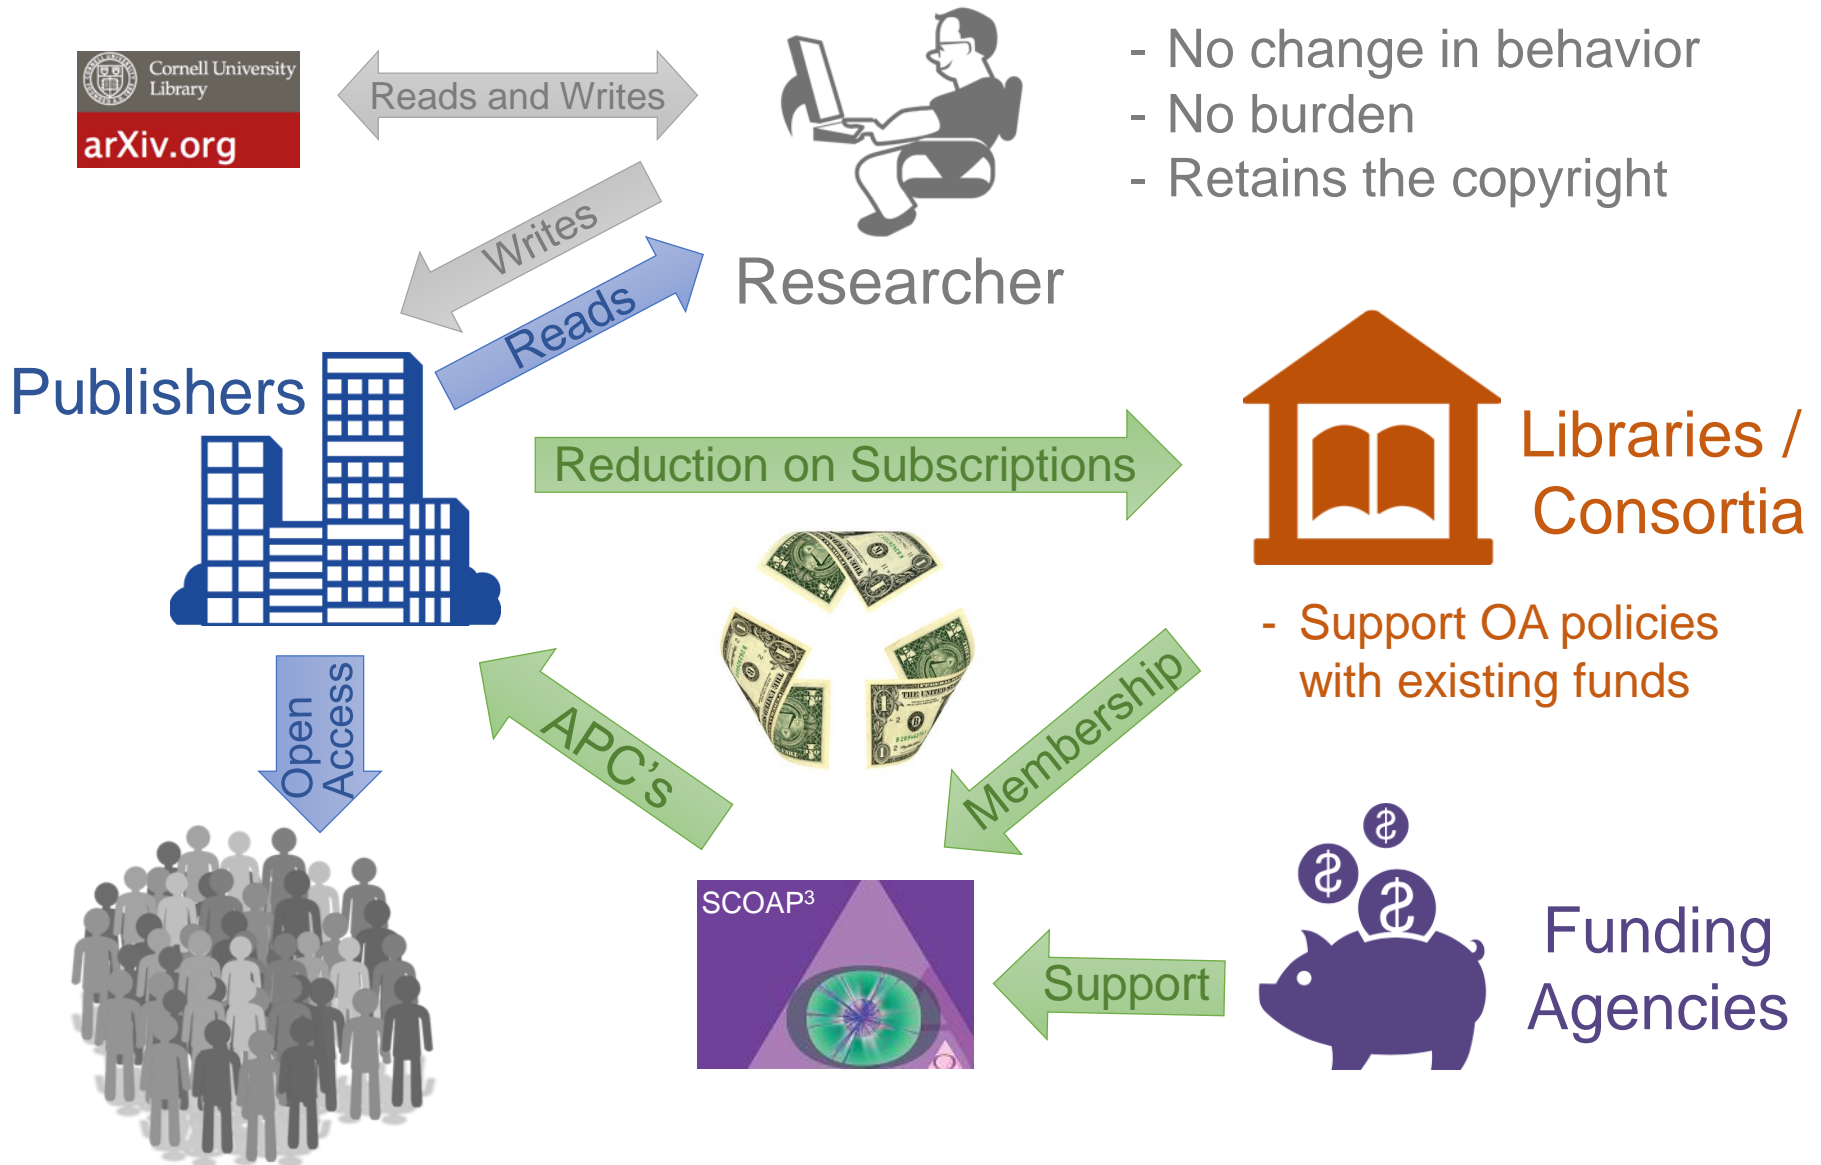 Cornell University
Library
arXiv.org
Reads and Writes
- No change in behavior
- No burden
- Retains the copyright
Writes
Reads
Researcher
Publishers
Reduction on Subscriptions
Libraries /
Consortia
- Support OA policies
with existing funds
Open
Access
APC's
Membership
SCOAP³
Support
Funding
Agencies